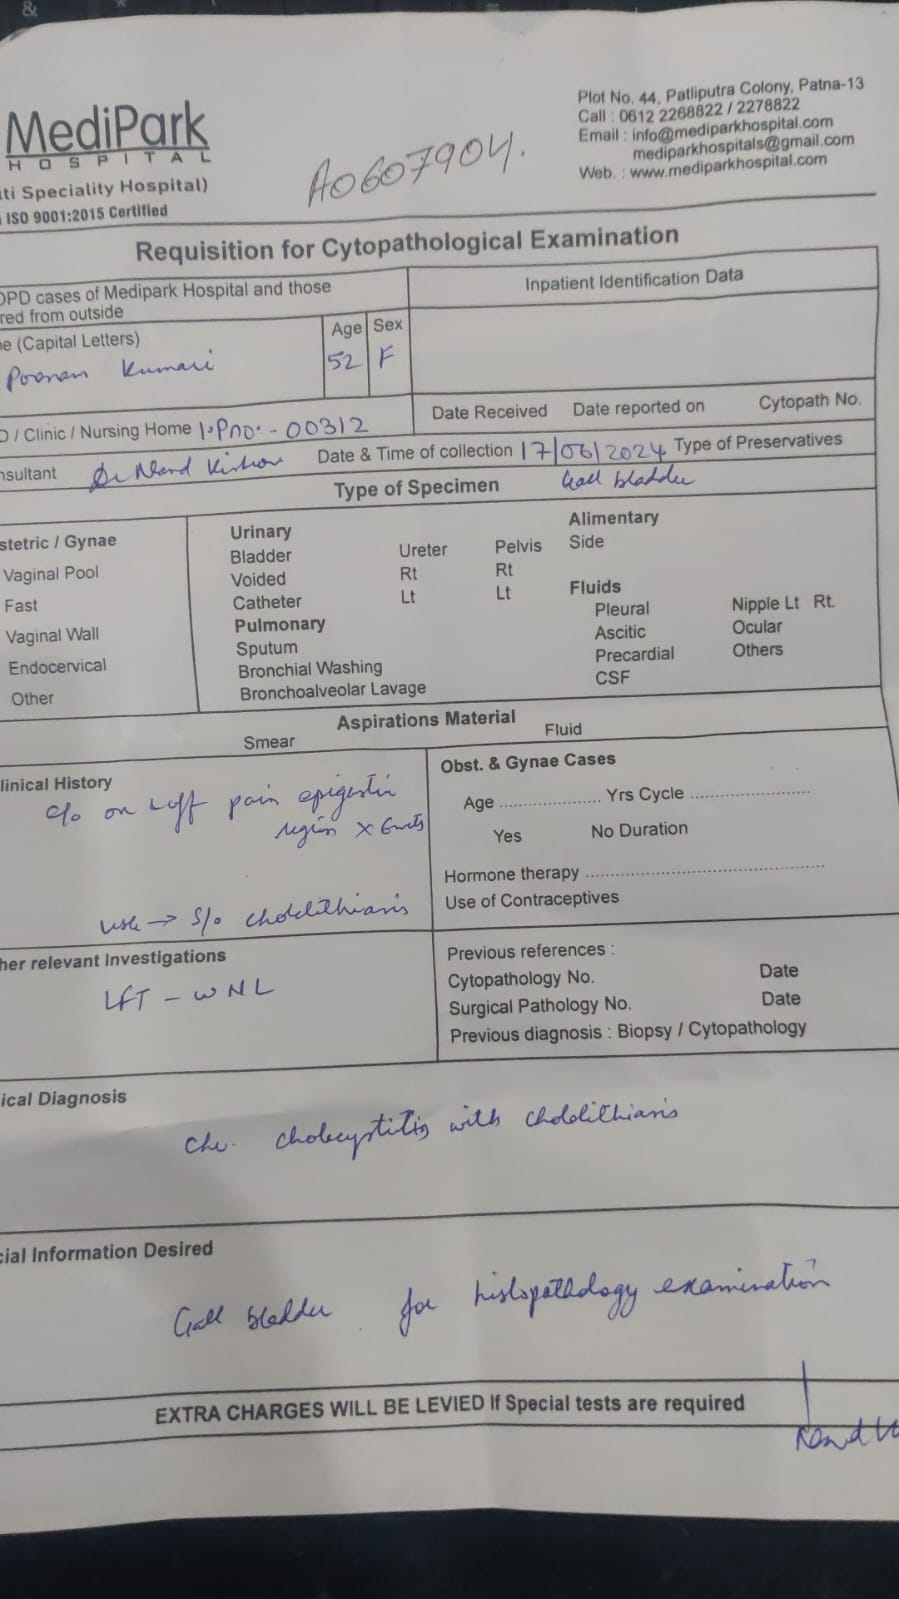 &
MediPark
HOSPITAL
ti Speciality Hospital)
ISO 9001:2015 Certified
A0607904.
Plot No. 44, Patliputra Colony, Patna-13
Call : 0612 2268822 / 2278822
Email : info@mediparkhospital.com
mediparkhospitals@gmail.com
Web. : www.mediparkhospital.com
Requisition for Cytopathological Examination
OPD cases of Medipark Hospital and those
red from outside
Inpatient Identification Data
e (Capital Letters)
Age Sex
Poonam Kumari 52 F
Date Received Date reported on Cytopath No.
/ Clinic / Nursing Home I.P no:- 00312
nsultant Dr Nand Kishor Date & Time of collection 17/06/2024 Type of Preservatives
Type of Specimen Gall bladder
stetric / Gynae
Vaginal Pool
Fast
Vaginal Wall
Endocervical
Other
Urinary
Bladder Ureter Pelvis
Voided Rt Rt
Catheter Lt Lt
Pulmonary
Sputum
Bronchial Washing
Bronchoalveolar Lavage
Alimentary
Side
Fluids
Pleural Nipple Lt Rt.
Ascitic Ocular
Precardial Others
CSF
Aspirations Material
Smear Fluid
linical History
c/o on & off pain
region x
USG → S/o
Obst. & Gynae Cases
Age .................... Yrs Cycle ........................
Yes No Duration
Hormone therapy ................................................
Use of Contraceptives
her relevant Investigations
LFT - WNL
Previous references :
Cytopathology No. Date
Surgical Pathology No. Date
Previous diagnosis : Biopsy / Cytopathology
ical Diagnosis
with
cial Information Desired
Gall bladder for histopathology examination
EXTRA CHARGES WILL BE LEVIED If Special tests are required